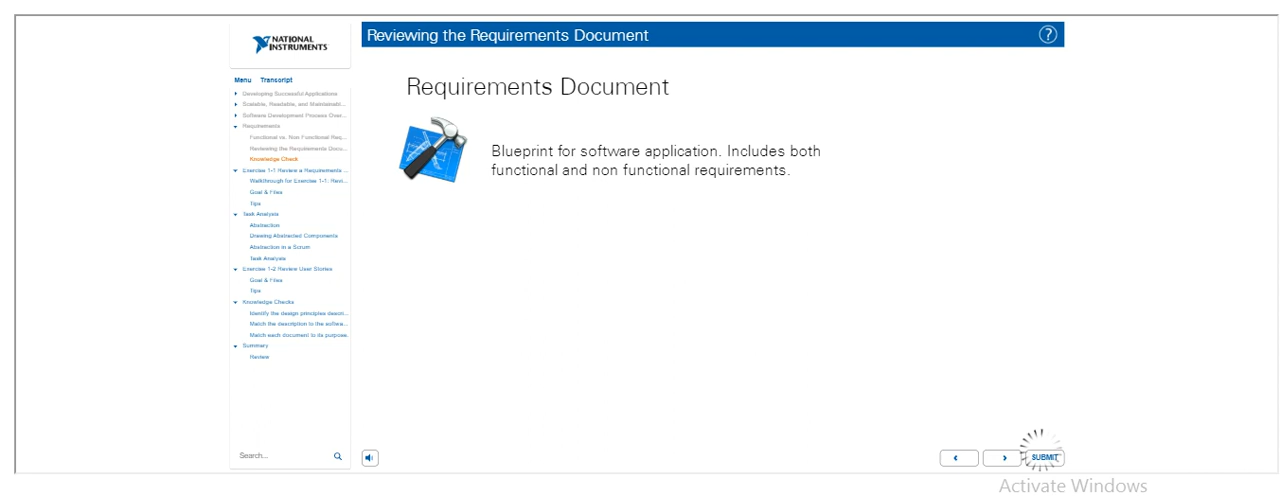 NATIONAL
INSTRUMENTS
Reviewing the Requirements Document
?
Menu Transcript
Developing Successful Applications
Scalable, Readable, and Maintainabl...
Software Development Process Over...
Requirements
Functional vs. Non Functional Req...
Reviewing the Requirements Docu...
Knowledge Check
Exercise 1-1 Review a Requirements ...
Walkthrough for Exercise 1-1: Revi...
Goal & Files
Tips
Task Analysis
Abstraction
Drawing Abstracted Components
Abstraction in a Scrum
Task Analysis
Exercise 1-2 Review User Stories
Goal & Files
Tips
Knowledge Checks
Identify the design principles descri...
Match the description to the softwa...
Match each document to its purpose.
Summary
Review
Requirements Document
Blueprint for software application. Includes both
functional and non functional requirements.
Search...
SUBMIT
Activate Windows